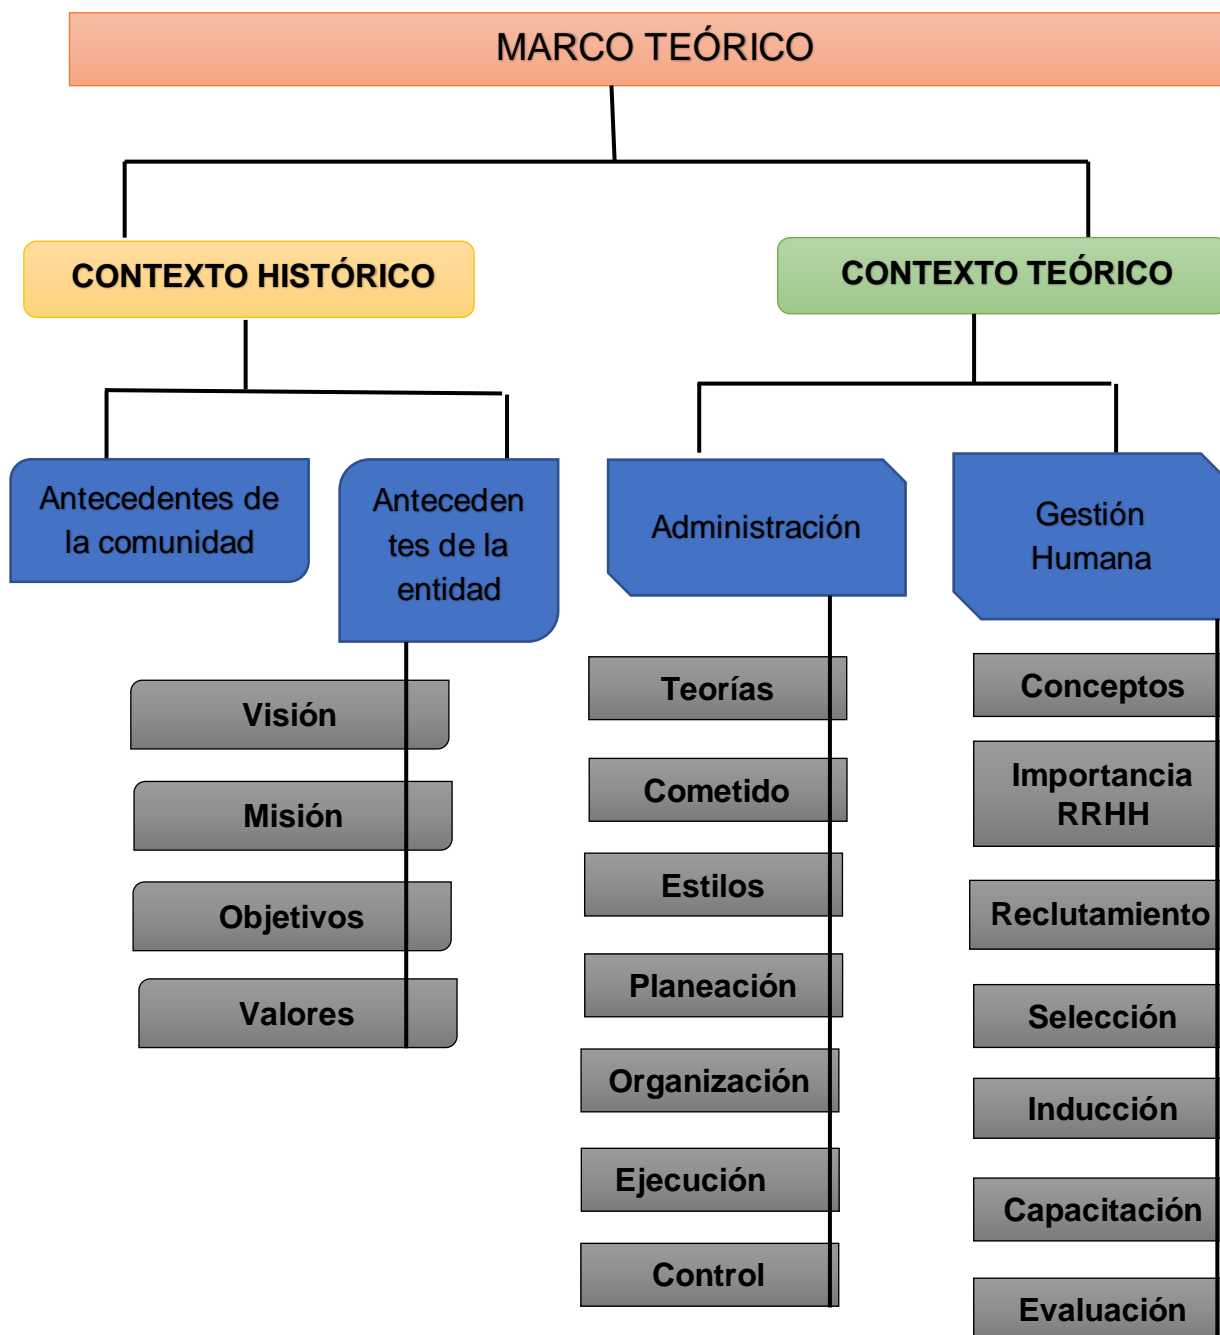 MARCO TEÓRICO
CONTEXTO HISTÓRICO
CONTEXTO TEÓRICO
Antecedentes de
la comunidad
Anteceden
tes de la
entidad
Visión
Misión
Objetivos
Valores
Administración
Teorías
Cometido
Estilos
Planeación
Organización
Ejecución
Control
Gestión
Humana
Conceptos
Importancia
RRHH
Reclutamiento
Selección
Inducción
Capacitación
Evaluación